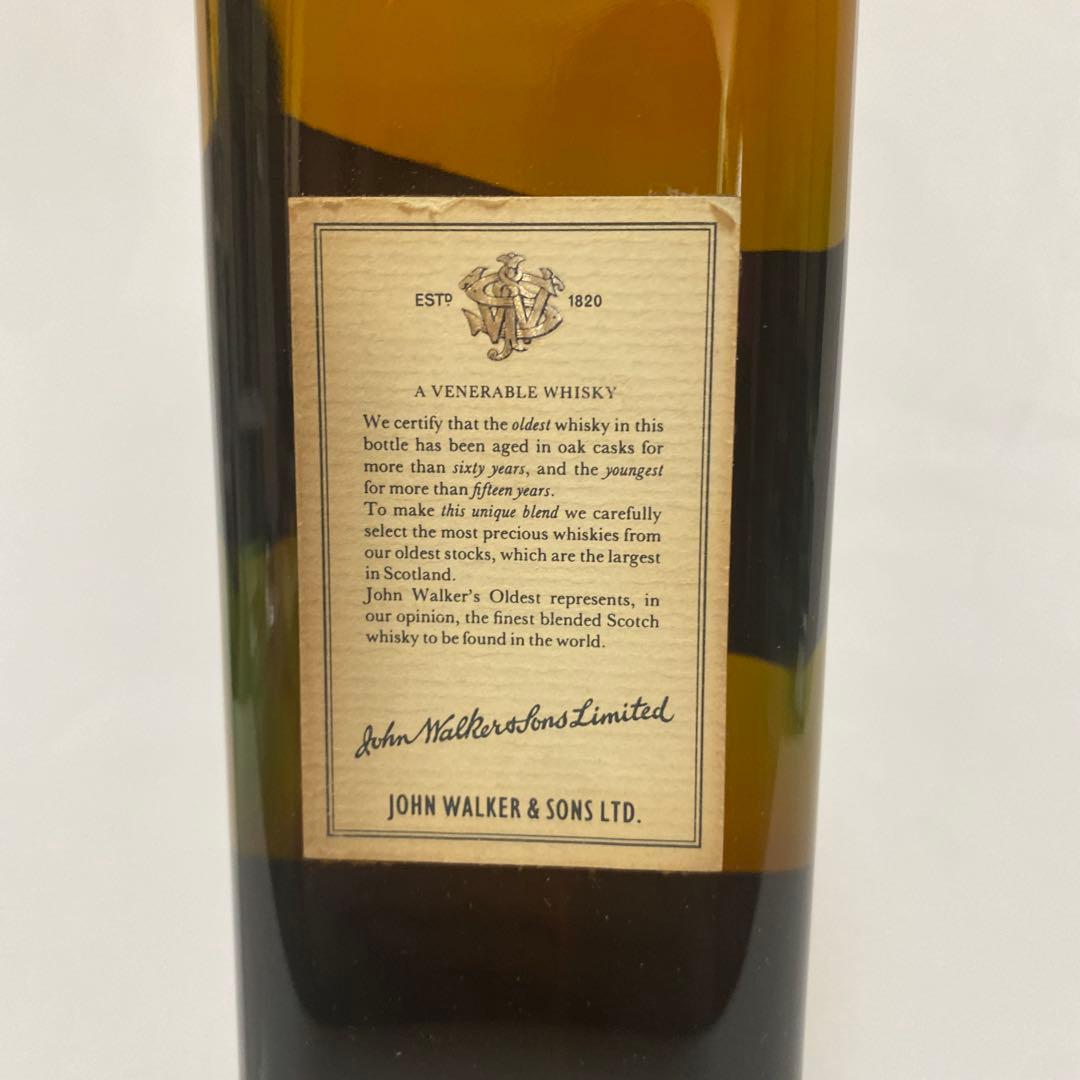 ESTD 1820
A VENERABLE WHISKY
We certify that the oldest whisky in this
bottle has been aged in oak casks for
more than sixty years, and the youngest
for more than fifteen years.
To make this unique blend we carefully
select the most precious whiskies from
our oldest stocks, which are the largest
in Scotland.
John Walker's Oldest represents, in
our opinion, the finest blended Scotch
whisky to be found in the world.
John Walker & Sons Limited
JOHN WALKER & SONS LTD.